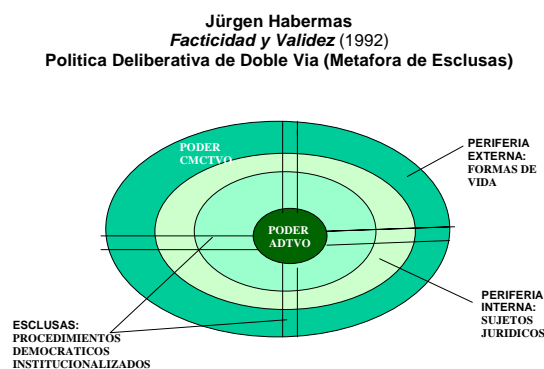 Jürgen Habermas
Facticidad y Validez (1992)
Politica Deliberativa de Doble Via (Metafora de Esclusas)
PODER
CMCTVO
PERIFERIA
EXTERNA:
FORMAS DE
VIDA
PODER
ADTVO
PERIFERIA
INTERNA:
SUJETOS
JURIDICOS
ESCLUSAS:
PROCEDIMIENTOS
DEMOCRATICOS
INSTITUCIONALIZADOS